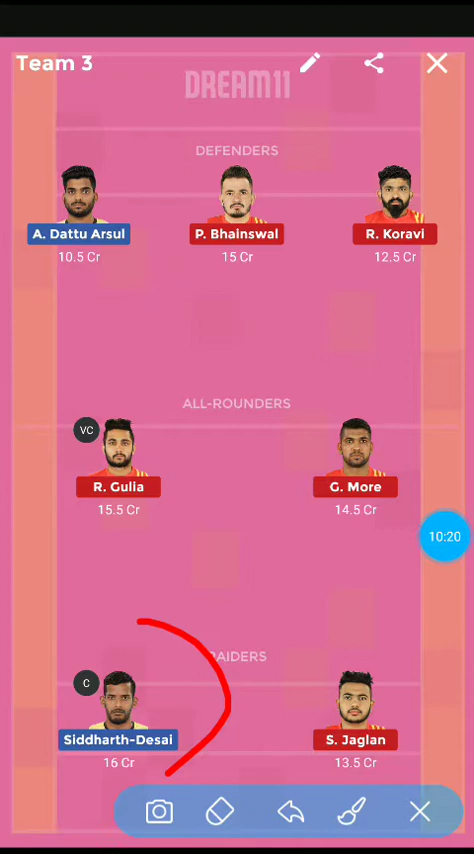 Team 3
DREAM11
DEFENDERS
A. Dattu Arsul
P. Bhainswal
R. Koravi
10.5 Cr
15 Cr
12.5 Cr
ALL-ROUNDERS
VC
R. Gulia
G. More
15.5 Cr
14.5 Cr
10:20
RAIDERS
C
Siddharth-Desai
S. Jaglan
16 Cr
13.5 Cr